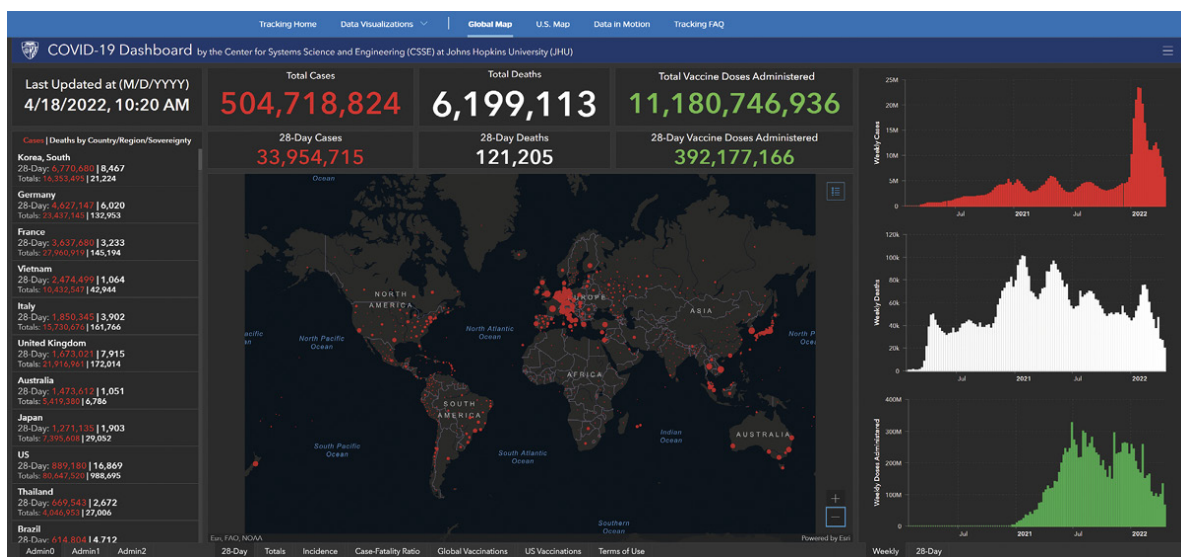 Tracking Home Data Visualizations Global Map U.S. Map Data in Motion Tracking FAQ
COVID-19 Dashboard by the Center for Systems Science and Engineering (CSSE) at Johns Hopkins University (JHU)
Last Updated at (M/D/YYYY)
4/18/2022, 10:20 AM
Total Cases
504,718,824
Total Deaths
6,199,113
Total Vaccine Doses Administered
11,180,746,936
28-Day Cases
33,954,715
28-Day Deaths
121,205
28-Day Vaccine Doses Administered
392,177,166
Cases | Deaths by Country/Region/Sovereignty
Korea, South
28-Day: 6,770,680 | 8,467
Totals: 16,353,495 | 21,224
Germany
28-Day: 4,627,147 | 6,020
Totals: 23,437,145 | 132,953
France
28-Day: 3,637,680 | 3,233
Totals: 27,960,919 | 145,194
Vietnam
28-Day: 2,474,499 | 1,064
Totals: 10,432,547 | 42,944
Italy
28-Day: 1,850,345 | 3,902
Totals: 15,730,676 | 161,766
United Kingdom
28-Day: 1,673,021 | 7,915
Totals: 21,916,961 | 172,014
Australia
28-Day: 1,473,612 | 1,051
Totals: 5,419,380 | 6,786
Japan
28-Day: 1,271,135 | 1,903
Totals: 7,395,608 | 29,052
US
28-Day: 889,180 | 16,869
Totals: 80,647,520 | 988,695
Thailand
28-Day: 669,543 | 2,672
Totals: 4,046,953 | 27,006
Brazil
28-Day: 614,804 | 4,712
Admin0 Admin1 Admin2
Ocean
NORTH
AMERICA
EUROPE
ASIA
acific
Ocean
North Pacific
Ocean
North Atlantic
Ocean
North P
Ocean
AFRICA
SOUTH
AMERICA
Indian
Ocean
AUSTRALIA
South Pacific
Ocean
South Atlantic
Ocean
Southern
Ocean
+
−
Esri, FAO, NOAA
Powered by Esri
28-Day Totals Incidence Case-Fatality Ratio Global Vaccinations US Vaccinations Terms of Use
Weekly Cases
25M
20M
15M
10M
5M
0
Jul 2021 Jul 2022
Weekly Deaths
120k
100k
80k
60k
40k
20k
0
Jul 2021 Jul 2022
Weekly Doses Administered
400M
300M
200M
100M
0
Jul 2021 Jul 2022
Weekly 28-Day